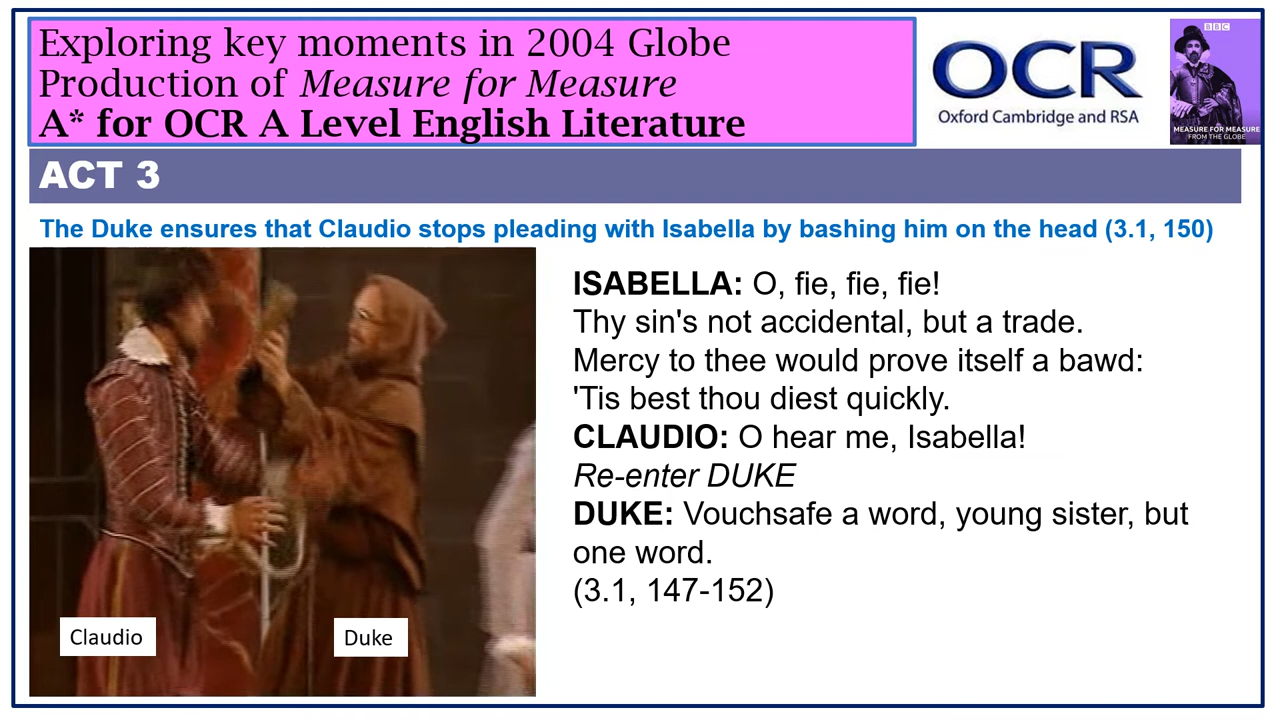 Exploring key moments in 2004 Globe
Production of Measure for Measure
A* for OCR A Level English Literature
OCR
Oxford Cambridge and RSA
BBC
MEASURE FOR MEASURE
FROM THE GLOBE
ACT 3
The Duke ensures that Claudio stops pleading with Isabella by bashing him on the head (3.1, 150)
ISABELLA: O, fie, fie, fie!
Thy sin's not accidental, but a trade.
Mercy to thee would prove itself a bawd:
'Tis best thou diest quickly.
CLAUDIO: O hear me, Isabella!
Re-enter DUKE
DUKE: Vouchsafe a word, young sister, but
one word.
(3.1, 147-152)
Claudio
Duke